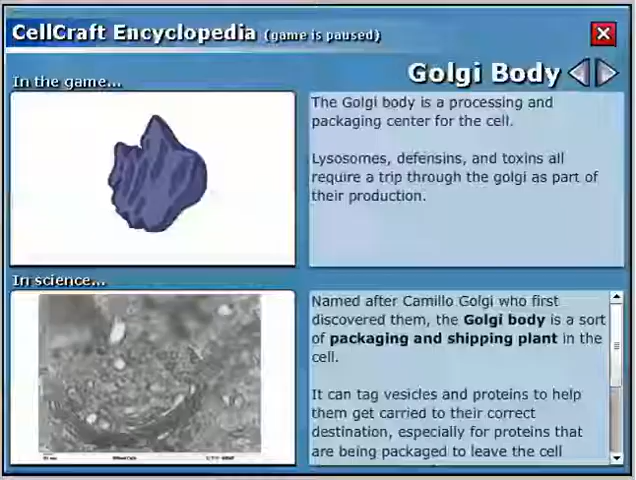 CellCraft Encyclopedia (game is paused)
Golgi Body
In the game...
The Golgi body is a processing and
packaging center for the cell.
Lysosomes, defensins, and toxins all
require a trip through the golgi as part of
their production.
In science...
Named after Camillo Golgi who first
discovered them, the Golgi body is a sort
of packaging and shipping plant in the
cell.
It can tag vesicles and proteins to help
them get carried to their correct
destination, especially for proteins that
are being packaged to leave the cell